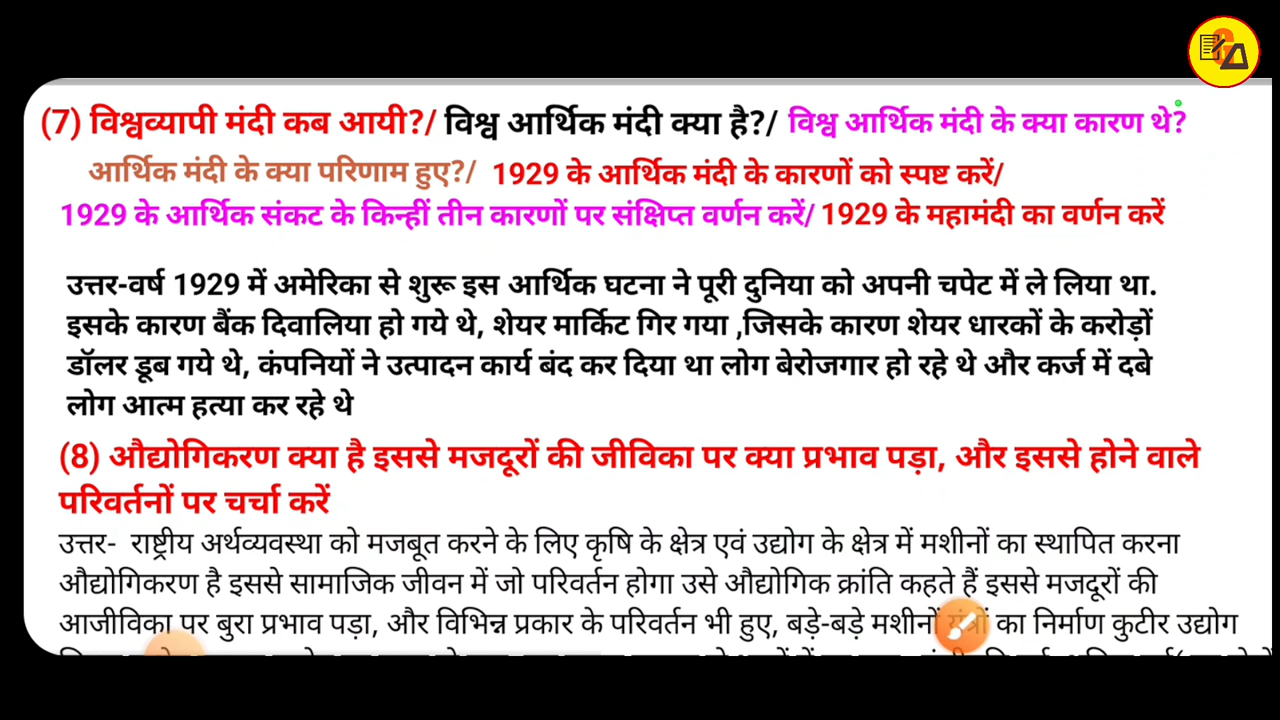 (7) विश्वव्यापी मंदी कब आयी?/ विश्व आर्थिक मंदी क्या है?/ विश्व आर्थिक मंदी के क्या कारण थे?
आर्थिक मंदी के क्या परिणाम हुए?/ 1929 के आर्थिक मंदी के कारणों को स्पष्ट करें/
1929 के आर्थिक संकट के किन्हीं तीन कारणों पर संक्षिप्त वर्णन करें/ 1929 के महामंदी का वर्णन करें
उत्तर-वर्ष 1929 में अमेरिका से शुरू इस आर्थिक घटना ने पूरी दुनिया को अपनी चपेट में ले लिया था.
इसके कारण बैंक दिवालिया हो गये थे, शेयर मार्किट गिर गया ,जिसके कारण शेयर धारकों के करोड़ों
डॉलर डूब गये थे, कंपनियों ने उत्पादन कार्य बंद कर दिया था लोग बेरोजगार हो रहे थे और कर्ज में दबे
लोग आत्म हत्या कर रहे थे
(8) औद्योगिकरण क्या है इससे मजदूरों की जीविका पर क्या प्रभाव पड़ा, और इससे होने वाले
परिवर्तनों पर चर्चा करें
उत्तर- राष्ट्रीय अर्थव्यवस्था को मजबूत करने के लिए कृषि के क्षेत्र एवं उद्योग के क्षेत्र में मशीनों का स्थापित करना
औद्योगिकरण है इससे सामाजिक जीवन में जो परिवर्तन होगा उसे औद्योगिक क्रांति कहते हैं इससे मजदूरों की
आजीविका पर बुरा प्रभाव पड़ा, और विभिन्न प्रकार के परिवर्तन भी हुए, बड़े-बड़े मशीनों यंत्रों का निर्माण कुटीर उद्योग